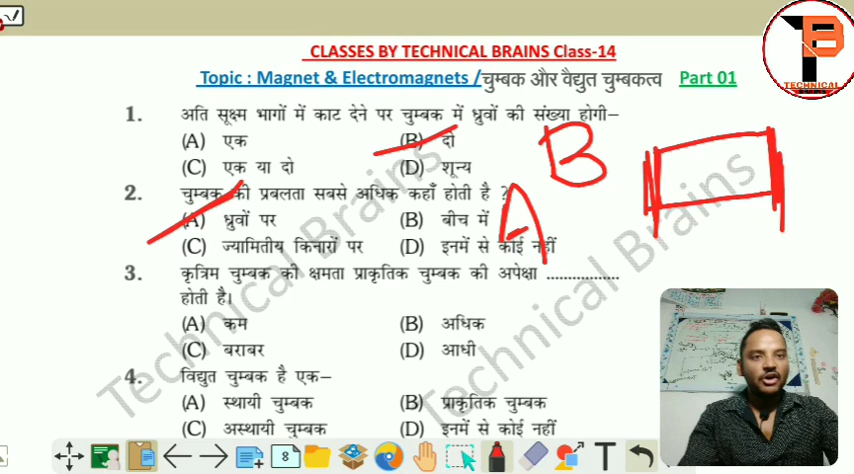 CLASSES BY TECHNICAL BRAINS Class-14
Topic : Magnet & Electromagnets /चुम्बक और वैद्युत चुम्बकत्व Part 01
TECHNICAL BRAINS
1. अति सूक्ष्म भागों में काट देने पर चुम्बक में ध्रुवों की संख्या होगी–
(A) एक (B) दो
(C) एक या दो (D) शून्य
B
2. चुम्बक की प्रबलता सबसे अधिक कहाँ होती है ?
(A) ध्रुवों पर (B) बीच में
(C) ज्यामितीय किनारों पर (D) इनमें से कोई नहीं
A
3. कृत्रिम चुम्बक की क्षमता प्राकृतिक चुम्बक की अपेक्षा .................
होती है।
(A) कम (B) अधिक
(C) बराबर (D) आधी
4. विद्युत चुम्बक है एक–
(A) स्थायी चुम्बक (B) प्राकृतिक चुम्बक
(C) अस्थायी चुम्बक (D) इनमें से कोई नहीं
Technical Brains
Technical Brains
8
T